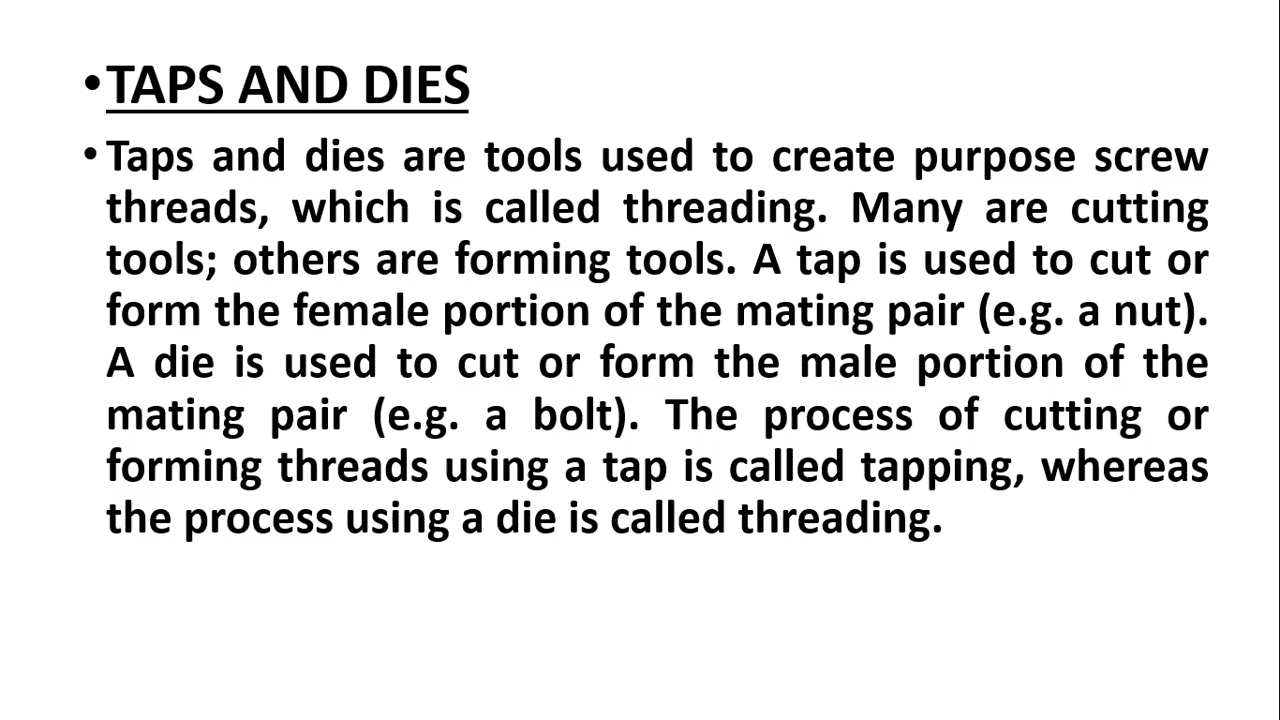 •TAPS AND DIES
•Taps and dies are tools used to create purpose screw
threads, which is called threading. Many are cutting
tools; others are forming tools. A tap is used to cut or
form the female portion of the mating pair (e.g. a nut).
A die is used to cut or form the male portion of the
mating pair (e.g. a bolt). The process of cutting or
forming threads using a tap is called tapping, whereas
the process using a die is called threading.